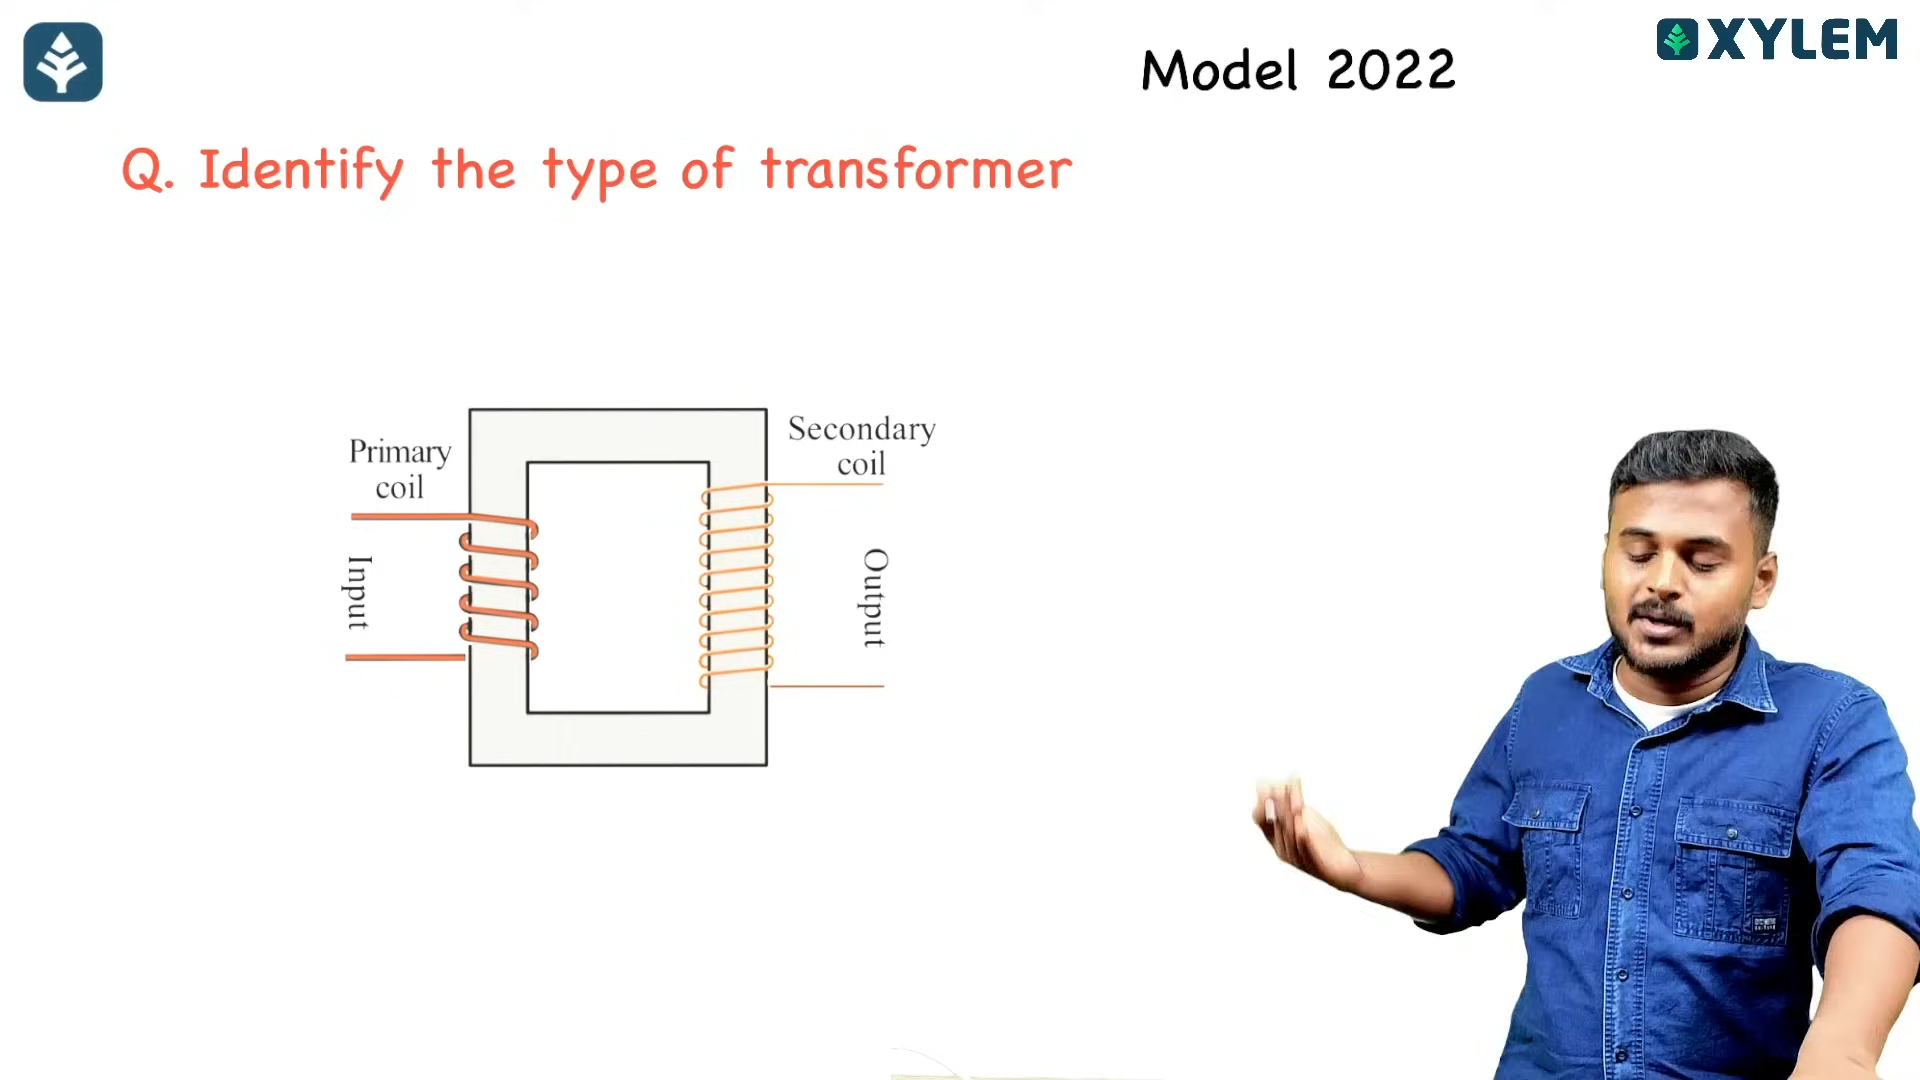 XYLEM
Model 2022
Q. Identify the type of transformer
Primary
coil
Secondary
coil
Input
Output